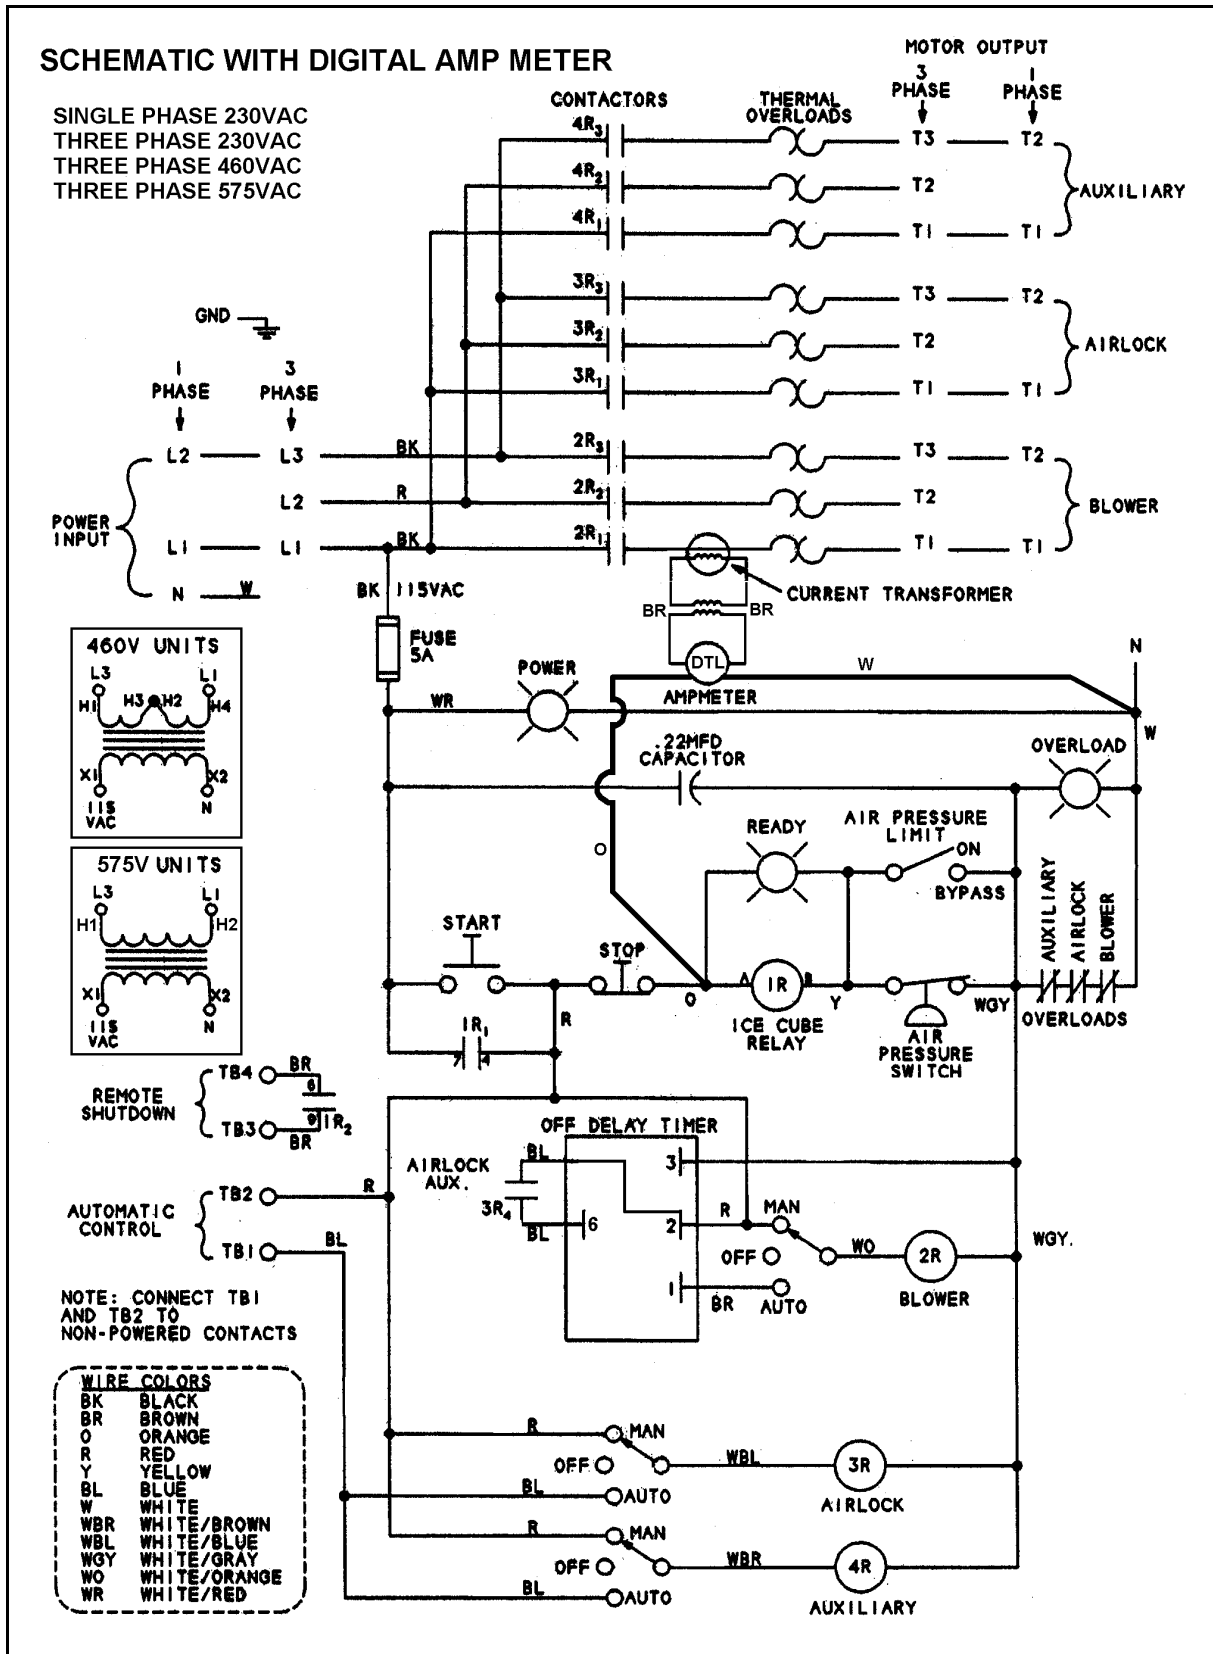 SCHEMATIC WITH DIGITAL AMP METER
SINGLE PHASE 230VAC
THREE PHASE 230VAC
THREE PHASE 460VAC
THREE PHASE 575VAC
MOTOR OUTPUT
3 PHASE
1 PHASE
CONTACTORS
THERMAL
OVERLOADS
4R3
T3
T2
4R2
T2
AUXILIARY
4R1
T1
T1
3R3
T3
T2
3R2
T2
AIRLOCK
3R1
T1
T1
GND
1
PHASE
3
PHASE
L2
L3
BK
2R3
T3
T2
L2
R
2R2
T2
BLOWER
POWER
INPUT
L1
L1
BK
2R1
T1
T1
N
W
BK 115VAC
CURRENT TRANSFORMER
BR
BR
FUSE
5A
DTL
AMPMETER
W
N
W
POWER
WR
460V UNITS
L3
L1
H1
H3
H2
H4
X1
X2
115
VAC
N
.22MFD
CAPACITOR
OVERLOAD
READY
AIR PRESSURE
LIMIT
ON
BYPASS
O
575V UNITS
L3
L1
H1
H2
X1
X2
115
VAC
N
AUXILIARY
AIRLOCK
BLOWER
START
STOP
O
A
1R
B
Y
WGY
OVERLOADS
ICE CUBE
RELAY
AIR
PRESSURE
SWITCH
R
1R1
7
4
REMOTE
SHUTDOWN
TB4
BR
6
TB3
BR
9
1R2
OFF DELAY TIMER
AIRLOCK
AUX.
BL
3
3R4
BL
6
2
1
R
MAN
OFF
AUTO
BR
WO
2R
BLOWER
WGY.
AUTOMATIC
CONTROL
TB2
R
TB1
BL
NOTE: CONNECT TB1
AND TB2 TO
NON-POWERED CONTACTS
WIRE COLORS
BK BLACK
BR BROWN
O ORANGE
R RED
Y YELLOW
BL BLUE
W WHITE
WBR WHITE/BROWN
WBL WHITE/BLUE
WGY WHITE/GRAY
WO WHITE/ORANGE
WR WHITE/RED
R
MAN
OFF
WBL
3R
BL
AUTO
AIRLOCK
R
MAN
OFF
WBR
4R
BL
AUTO
AUXILIARY